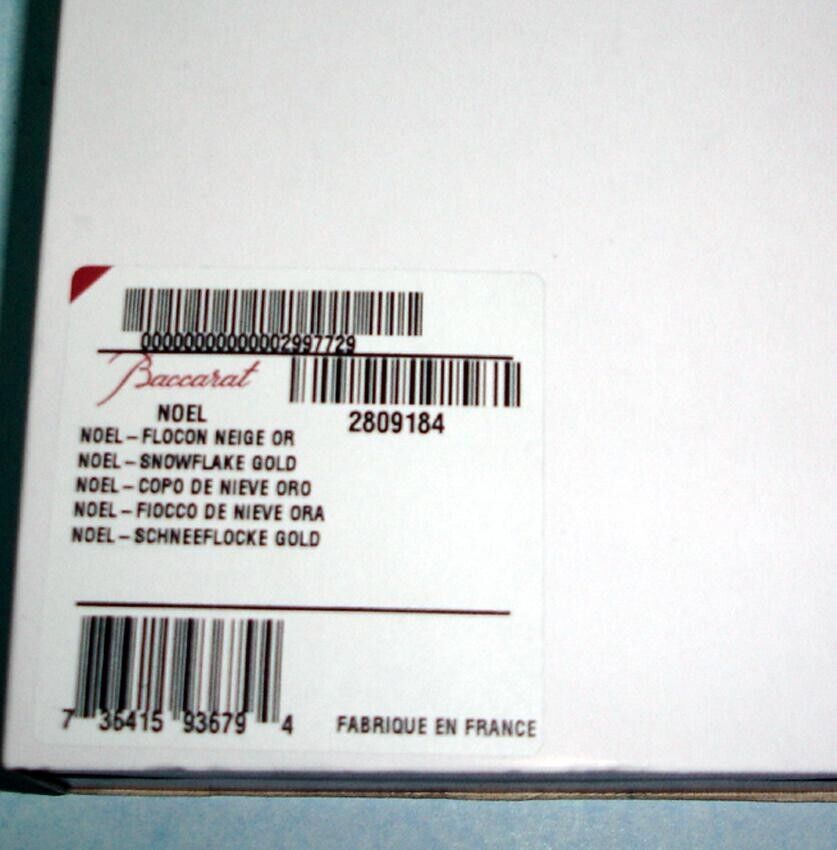 000000000000002997729
Baccarat
2809184
NOEL
NOEL-FLOCON NEIGE OR
NOEL-SNOWFLAKE GOLD
NOEL-COPO DE NIEVE ORO
NOEL-FIOCCO DE NIEVE ORA
NOEL-SCHNEEFLOCKE GOLD
7 36415 93679 4
FABRIQUE EN FRANCE